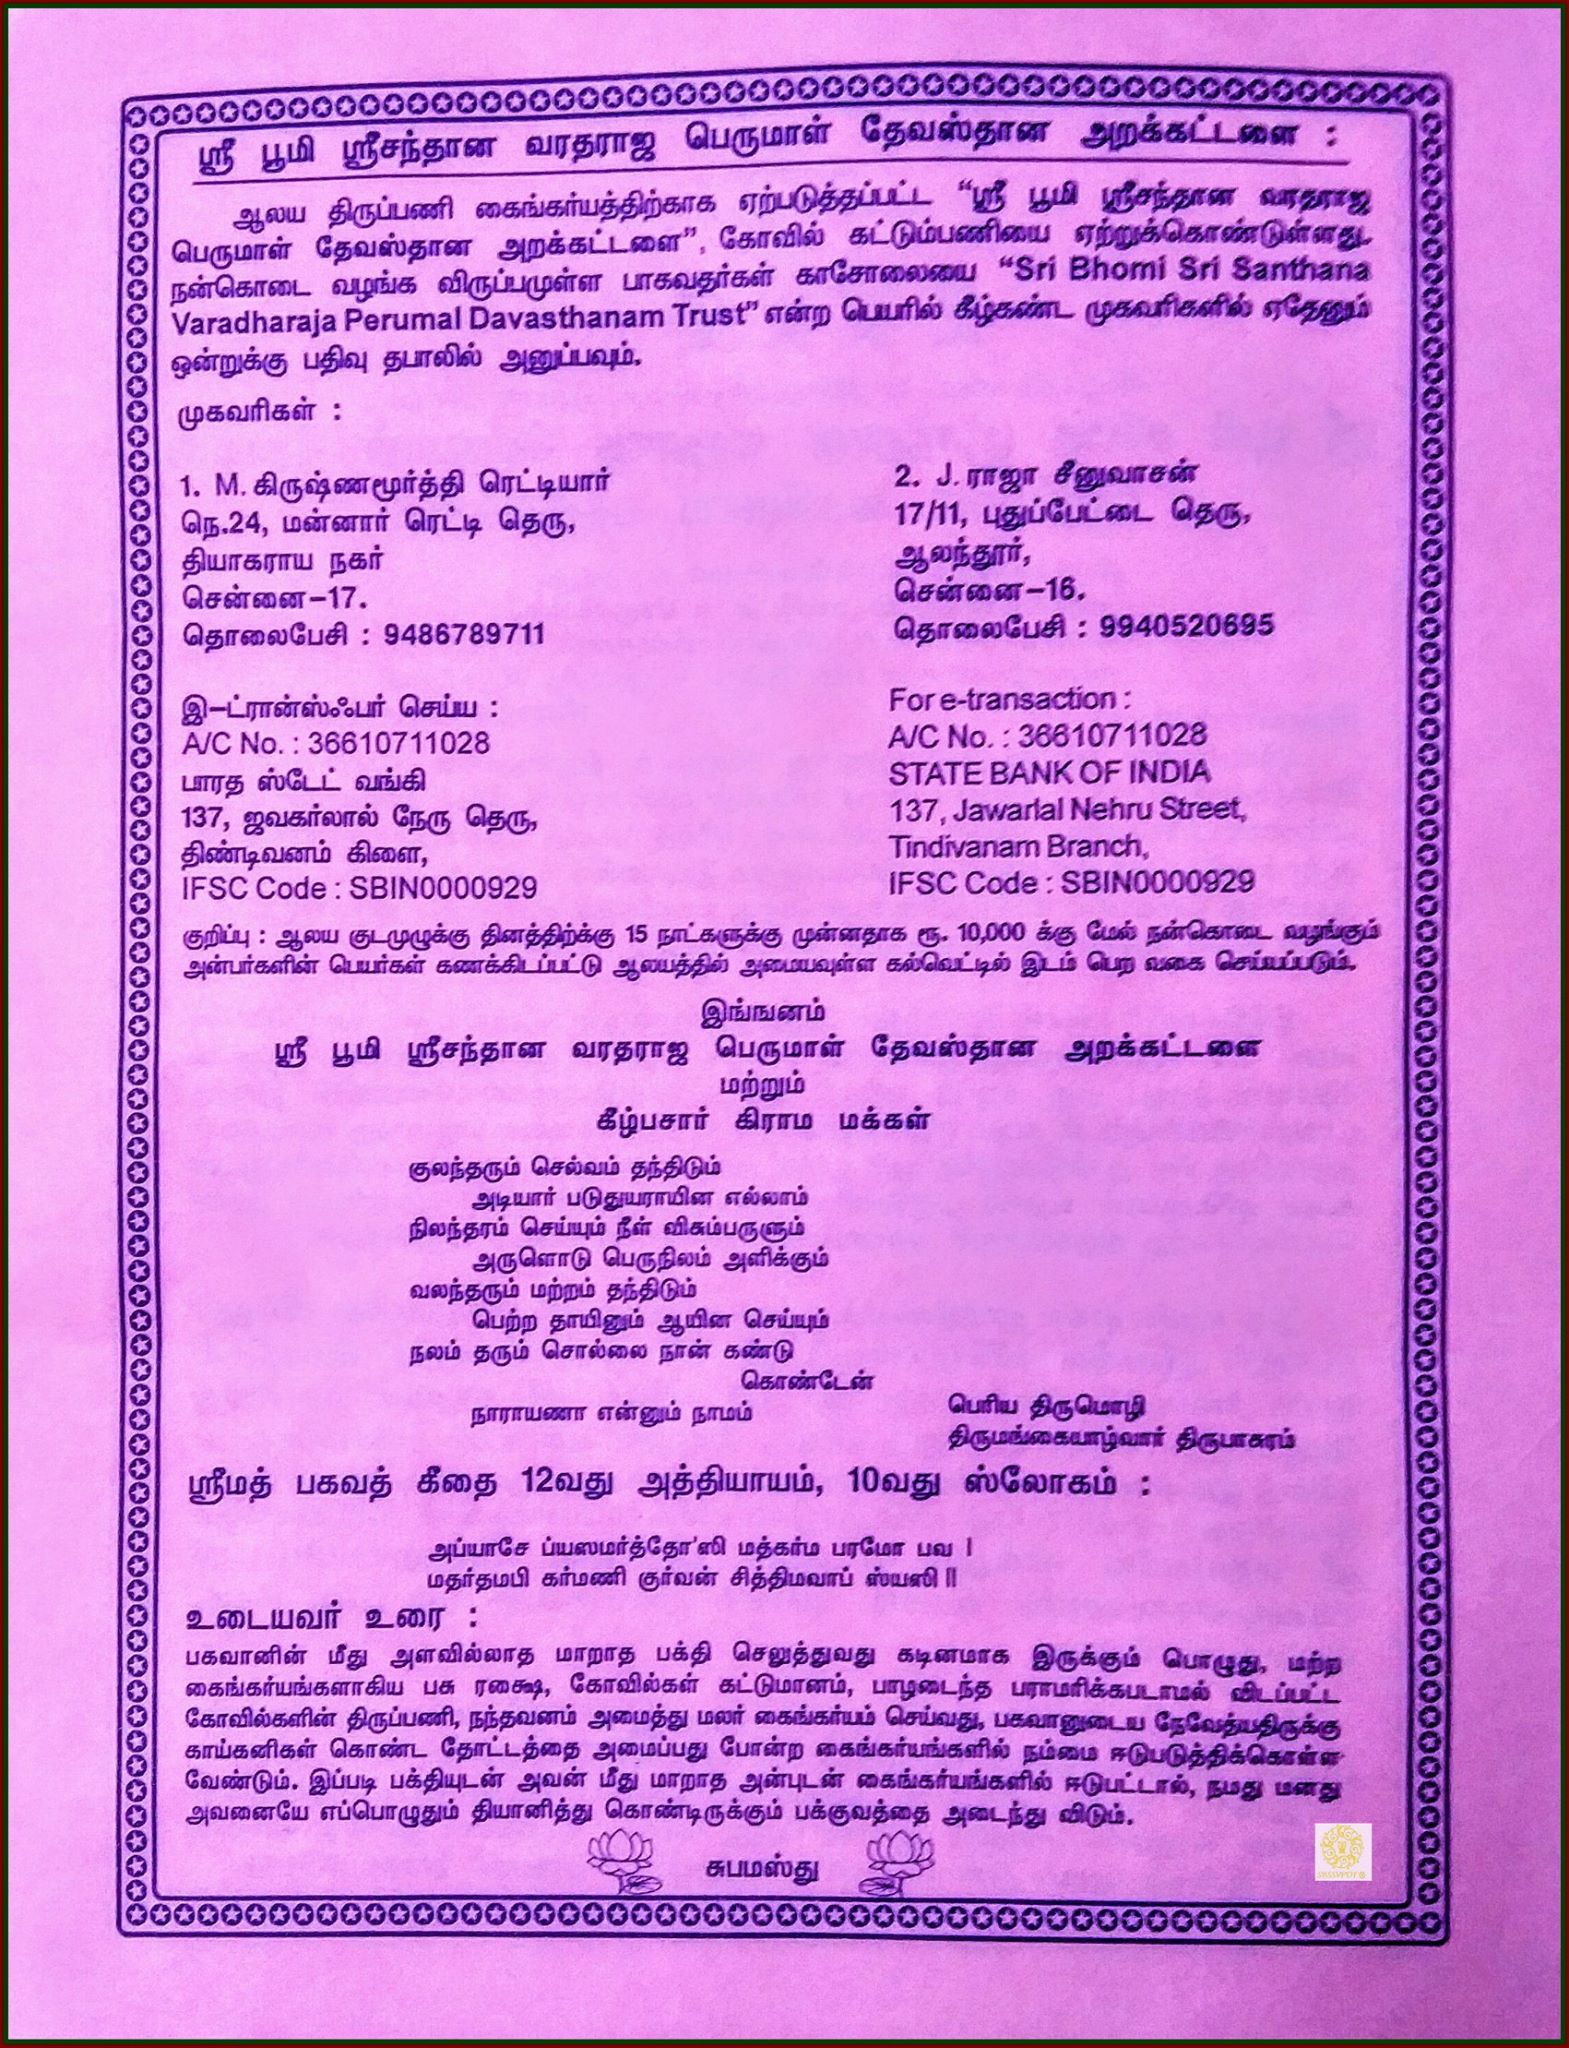 ஸ்ரீ பூமி ஸ்ரீசந்தான வரதராஜ பெருமாள் தேவஸ்தான அறக்கட்டளை :
ஆலய திருப்பணி கைங்கர்யத்திற்காக ஏற்படுத்தப்பட்ட “ஸ்ரீ பூமி ஸ்ரீசந்தான வரதராஜ
பெருமாள் தேவஸ்தான அறக்கட்டளை”, கோவில் கட்டும்பணியை ஏற்றுக்கொண்டுள்ளது.
நன்கொடை வழங்க விருப்பமுள்ள பாகவதர்கள் காசோலையை “Sri Bhomi Sri Santhana
Varadharaja Perumal Davasthanam Trust” என்ற பெயரில் கீழ்கண்ட முகவரிகளில் ஏதேனும்
ஒன்றுக்கு பதிவு தபாலில் அனுப்பவும்.
முகவரிகள் :
1. M. கிருஷ்ணமூர்த்தி ரெட்டியார்
நெ.24, மன்னார் ரெட்டி தெரு,
தியாகராய நகர்
சென்னை–17.
தொலைபேசி : 9486789711
2. J. ராஜா சீனுவாசன்
17/11, புதுப்பேட்டை தெரு,
ஆலந்தூர்,
சென்னை–16.
தொலைபேசி : 9940520695
இ–ட்ரான்ஸ்ஃபர் செய்ய :
A/C No. : 36610711028
பாரத ஸ்டேட் வங்கி
137, ஜவகர்லால் நேரு தெரு,
திண்டிவனம் கிளை,
IFSC Code : SBIN0000929
For e-transaction :
A/C No. : 36610711028
STATE BANK OF INDIA
137, Jawarlal Nehru Street,
Tindivanam Branch,
IFSC Code : SBIN0000929
குறிப்பு : ஆலய குடமுழுக்கு தினத்திற்க்கு 15 நாட்களுக்கு முன்னதாக ரூ. 10,000 க்கு மேல் நன்கொடை வழங்கும்
அன்பர்களின் பெயர்கள் கணக்கிடப்பட்டு ஆலயத்தில் அமையவுள்ள கல்வெட்டில் இடம் பெற வகை செய்யப்படும்.
இங்ஙனம்
ஸ்ரீ பூமி ஸ்ரீசந்தான வரதராஜ பெருமாள் தேவஸ்தான அறக்கட்டளை
மற்றும்
கீழ்பசார் கிராம மக்கள்
குலந்தரும் செல்வம் தந்திடும்
அடியார் படுதுயராயின எல்லாம்
நிலந்தரம் செய்யும் நீள் விசும்பருளும்
அருளொடு பெருநிலம் அளிக்கும்
வலந்தரும் மற்றம் தந்திடும்
பெற்ற தாயினும் ஆயின செய்யும்
நலம் தரும் சொல்லை நான் கண்டு
கொண்டேன்
நாராயணா என்னும் நாமம்
பெரிய திருமொழி
திருமங்கையாழ்வார் திருபாசுரம்
ஸ்ரீமத் பகவத் கீதை 12வது அத்தியாயம், 10வது ஸ்லோகம் :
அப்யாசே ப்யஸமர்த்தோ'ஸி மத்கர்ம பரமோ பவ |
மதர்தமபி கர்மணி குர்வன் சித்திமவாப் ஸ்யஸி ||
உடையவர் உரை :
பகவானின் மீது அளவில்லாத மாறாத பக்தி செலுத்துவது கடினமாக இருக்கும் பொழுது, மற்ற
கைங்கர்யங்களாகிய பசு ரக்ஷை, கோவில்கள் கட்டுமானம், பாழடைந்த பராமரிக்கபடாமல் விடப்பட்ட
கோவில்களின் திருப்பணி, நந்தவனம் அமைத்து மலர் கைங்கர்யம் செய்வது, பகவானுடைய நேவேத்யதிருக்கு
காய்கனிகள் கொண்ட தோட்டத்தை அமைப்பது போன்ற கைங்கர்யங்களில் நம்மை ஈடுபடுத்திக்கொள்ள
வேண்டும். இப்படி பக்தியுடன் அவன் மீது மாறாத அன்புடன் கைங்கர்யங்களில் ஈடுபட்டால், நமது மனது
அவனையே எப்பொழுதும் தியானித்து கொண்டிருக்கும் பக்குவத்தை அடைந்து விடும்.
சுபமஸ்து